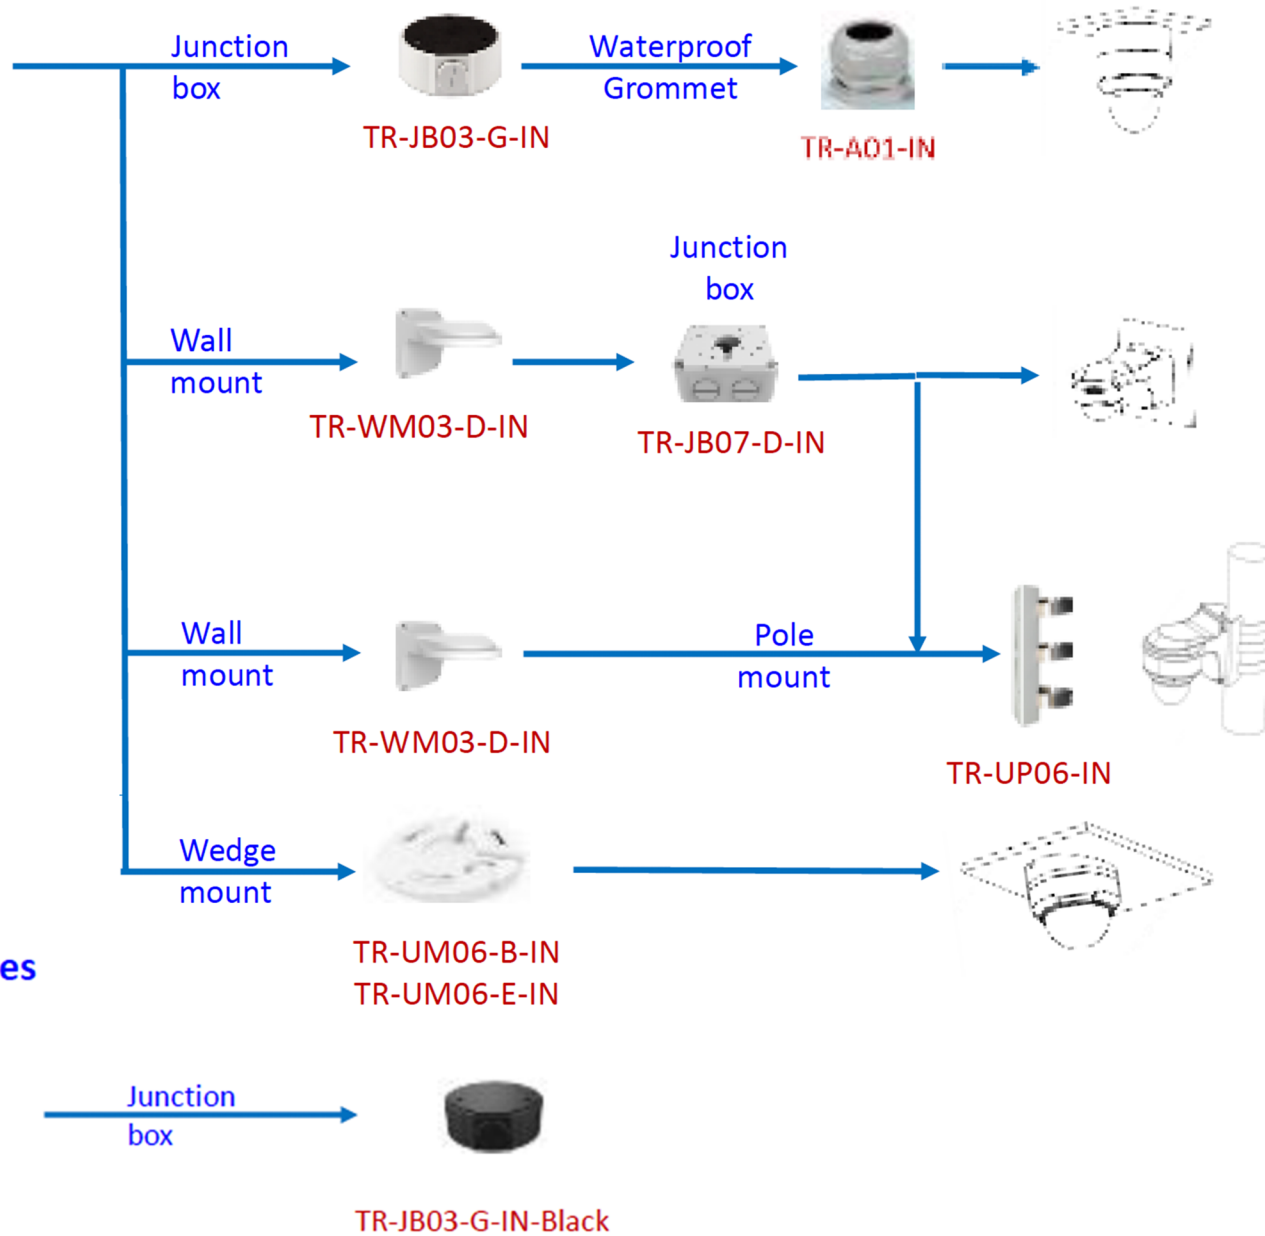 Junction
box
Waterproof
Grommet
TR-JB03-G-IN
TR-A01-IN
Junction
box
Wall
mount
TR-WM03-D-IN
TR-JB07-D-IN
Wall
mount
Pole
mount
TR-WM03-D-IN
TR-UP06-IN
Wedge
mount
TR-UM06-B-IN
TR-UM06-E-IN
es
Junction
box
TR-JB03-G-IN-Black